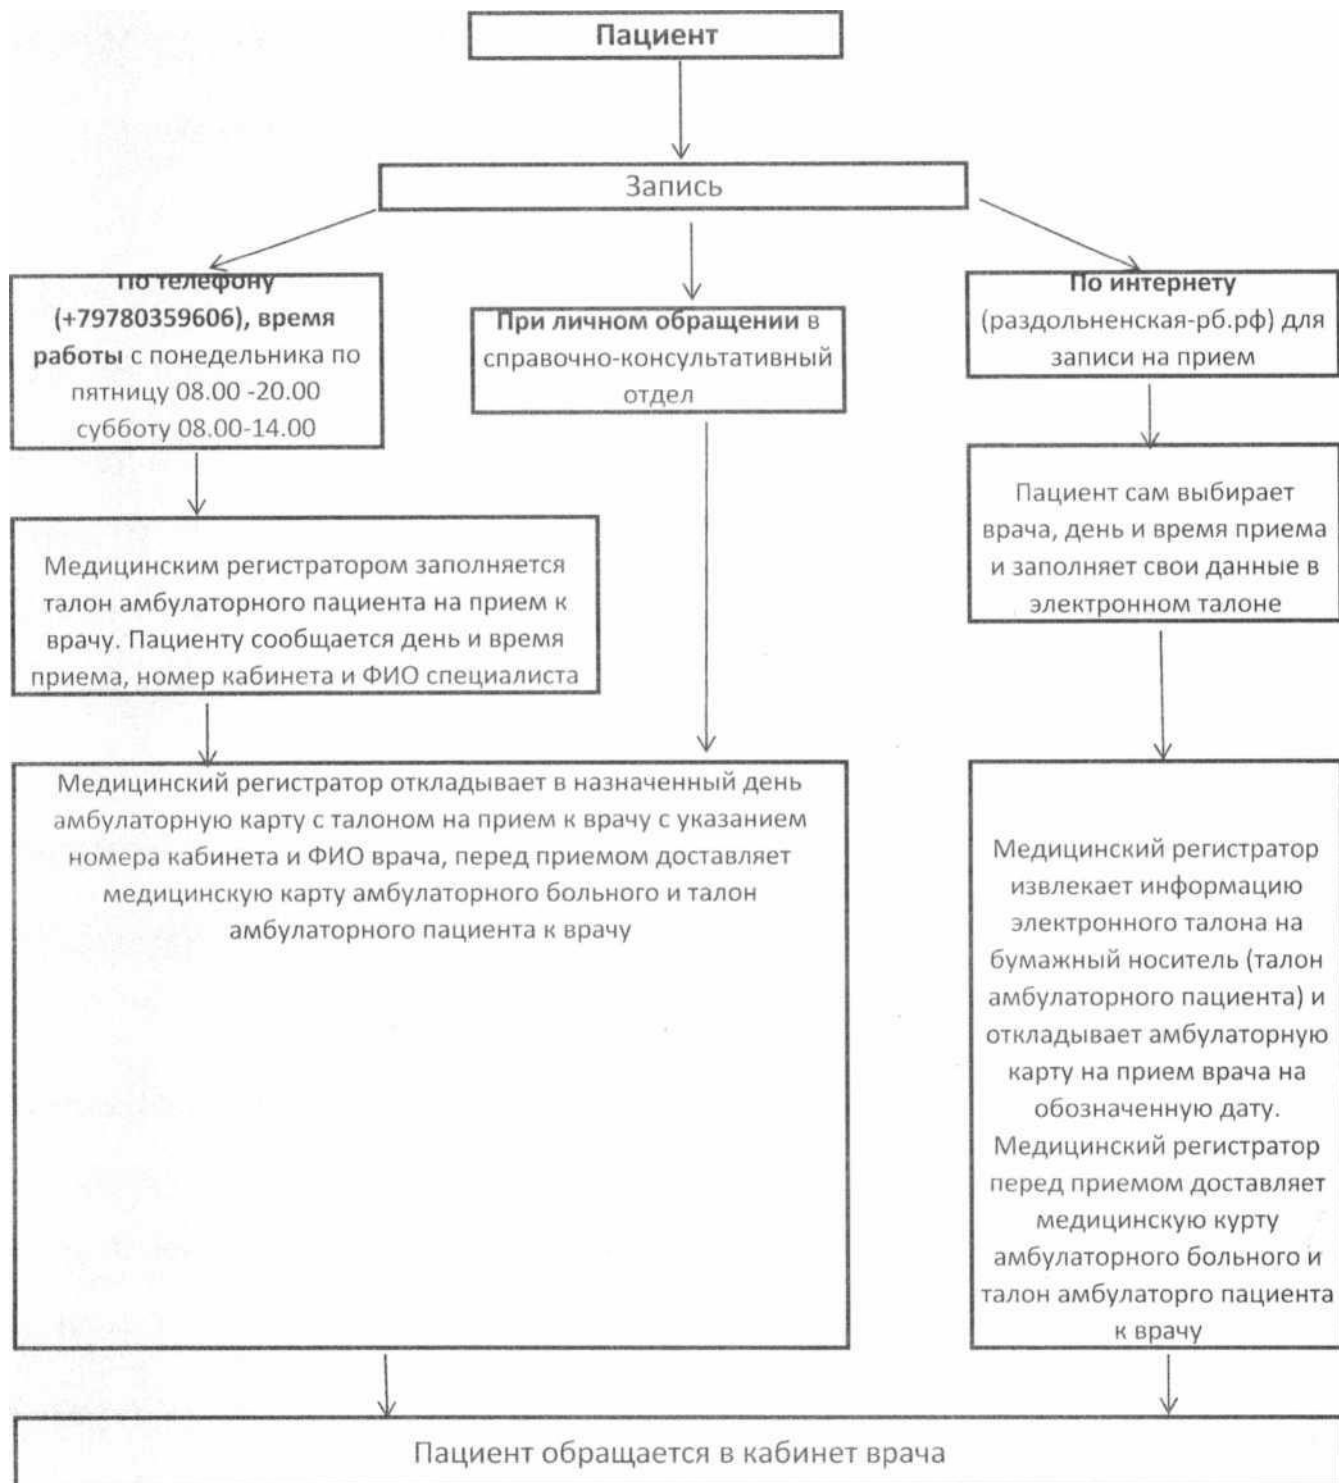 Пациент
Запись
По телефону
(+79780359606), время
работы с понедельника по
пятницу 08.00 -20.00
субботу 08.00-14.00
При личном обращении в
справочно-консультативный
отдел
По интернету
(раздольненская-рб.рф) для
записи на прием
Медицинским регистратором заполняется
талон амбулаторного пациента на прием к
врачу. Пациенту сообщается день и время
приема, номер кабинета и ФИО специалиста
Пациент сам выбирает
врача, день и время приема
и заполняет свои данные в
электронном талоне
Медицинский регистратор откладывает в назначенный день
амбулаторную карту с талоном на прием к врачу с указанием
номера кабинета и ФИО врача, перед приемом доставляет
медицинскую карту амбулаторного больного и талон
амбулаторного пациента к врачу
Медицинский регистратор
извлекает информацию
электронного талона на
бумажный носитель (талон
амбулаторного пациента) и
откладывает амбулаторную
карту на прием врача на
обозначенную дату.
Медицинский регистратор
перед приемом доставляет
медицинскую курту
амбулаторного больного и
талон амбулаторго пациента
к врачу
Пациент обращается в кабинет врача